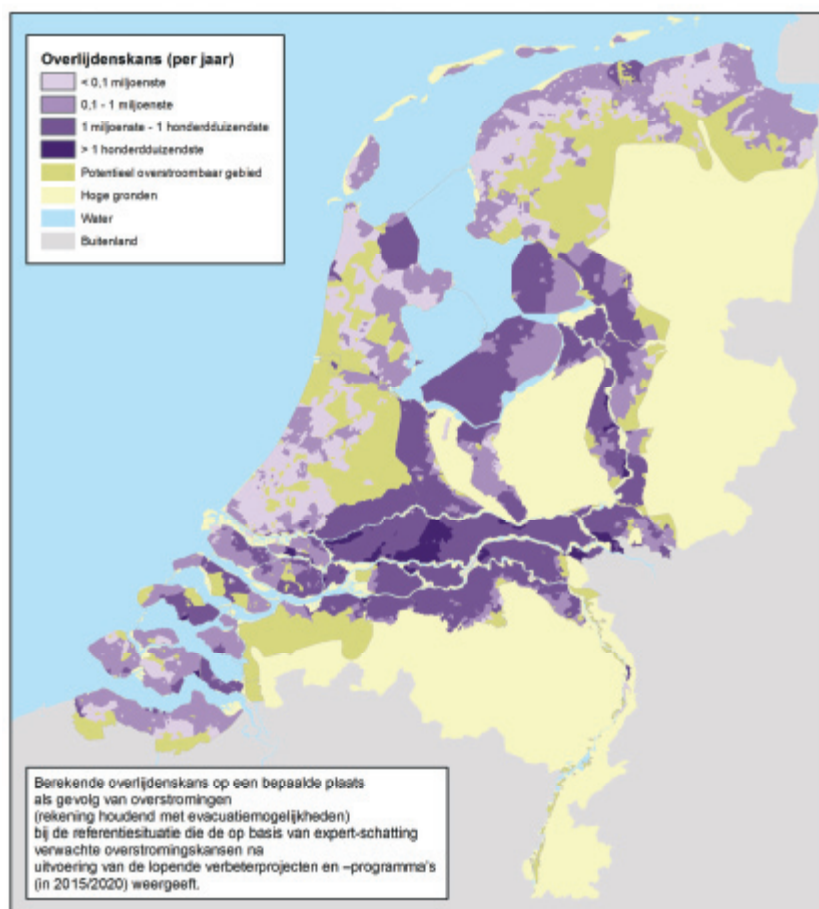 Overlijdenskans (per jaar)
< 0,1 miljoenste
0,1 - 1 miljoenste
1 miljoenste - 1 honderdduizendste
> 1 honderdduizendste
Potentieel overstroombaar gebied
Hoge gronden
Water
Buitenland
Berekende overlijdenskans op een bepaalde plaats
als gevolg van overstromingen
(rekening houdend met evacuatiemogelijkheden)
bij de referentiesituatie die de op basis van expert-schatting
verwachte overstromingskansen na
uitvoering van de lopende verbeterprojecten en –programma's
(in 2015/2020) weergeeft.